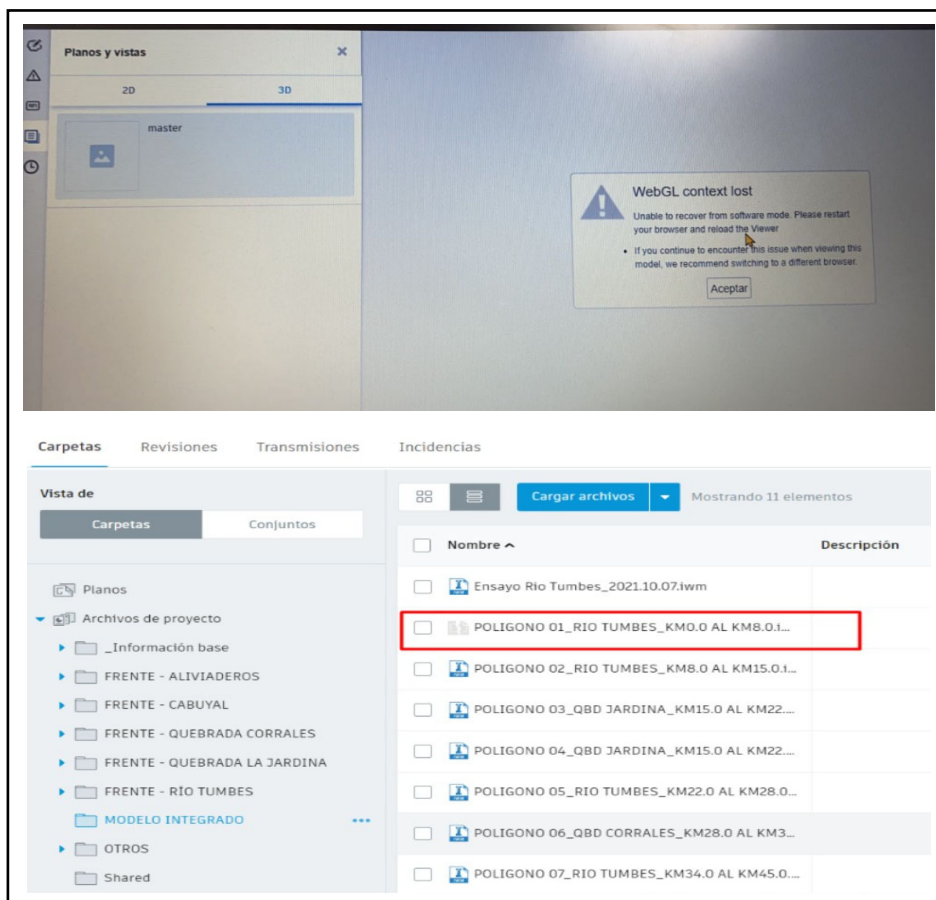 Planos y vistas
2D 3D
master
WebGL context lost
Unable to recover from software mode. Please restart
your browser and reload the Viewer
• If you continue to encounter this issue when viewing this
model, we recommend switching to a different browser.
Aceptar
Carpetas Revisiones Transmisiones Incidencias
Vista de
Carpetas Conjuntos
Cargar archivos Mostrando 11 elementos
Nombre Descripción
Planos
Archivos de proyecto
_Información base
FRENTE - ALIVIADEROS
FRENTE - CABUYAL
FRENTE - QUEBRADA CORRALES
FRENTE - QUEBRADA LA JARDINA
FRENTE - RÍO TUMBES
MODELO INTEGRADO
OTROS
Shared
Ensayo Rio Tumbes_2021.10.07.iwm
POLIGONO 01_RIO TUMBES_KM0.0 AL KM8.0.i...
POLIGONO 02_RIO TUMBES_KM8.0 AL KM15.0.i...
POLIGONO 03_QBD JARDINA_KM15.0 AL KM22....
POLIGONO 04_QBD JARDINA_KM15.0 AL KM22....
POLIGONO 05_RIO TUMBES_KM22.0 AL KM28.0...
POLIGONO 06_QBD CORRALES_KM28.0 AL KM3...
POLIGONO 07_RIO TUMBES_KM34.0 AL KM45.0....